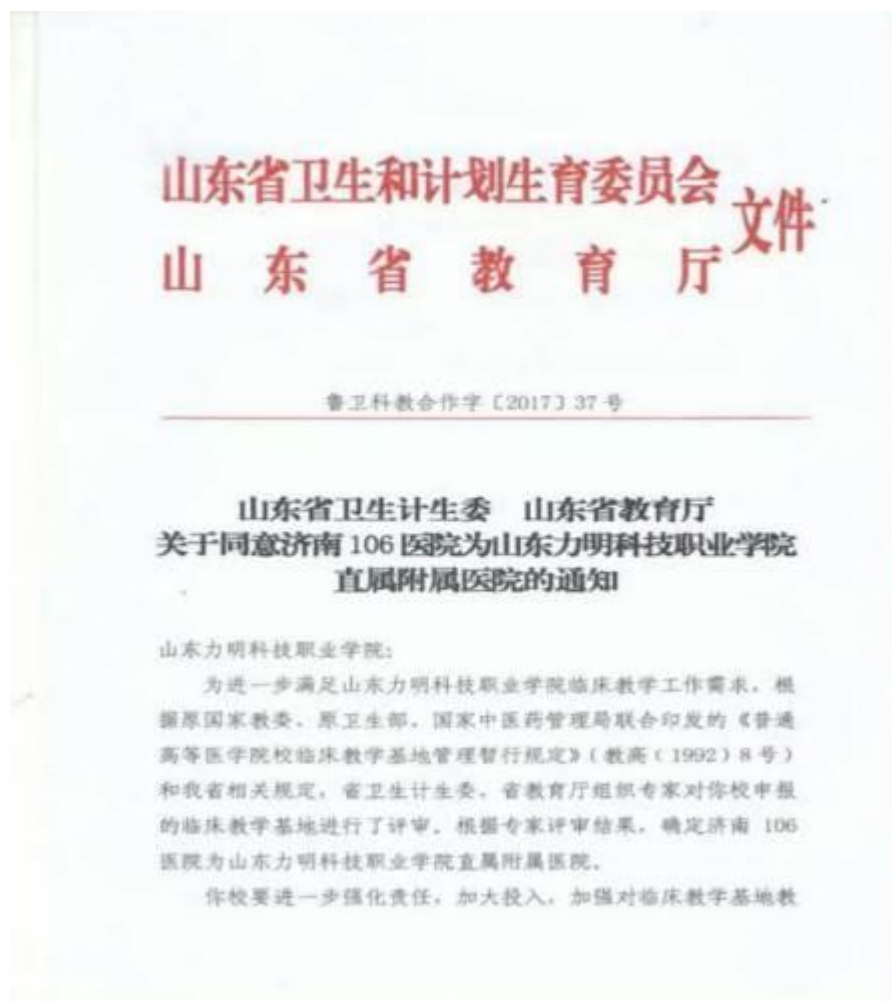 山东省卫生和计划生育委员会
山东省教育厅
文件
鲁卫科教合作字〔2017〕37号
山东省卫生计生委 山东省教育厅
关于同意济南106医院为山东力明科技职业学院
直属附属医院的通知
山东力明科技职业学院:
为进一步满足山东力明科技职业学院临床教学工作需求,根
据原国家教委、原卫生部、国家中医药管理局联合印发的《普通
高等医学院校临床教学基地管理暂行规定》(教高(1992)8号)
和我省相关规定,省卫生计生委、省教育厅组织专家对你校申报
的临床教学基地进行了评审。根据专家评审结果,确定济南 106
医院为山东力明科技职业学院直属附属医院。
你校要进一步强化责任,加大投入,加强对临床教学基地教